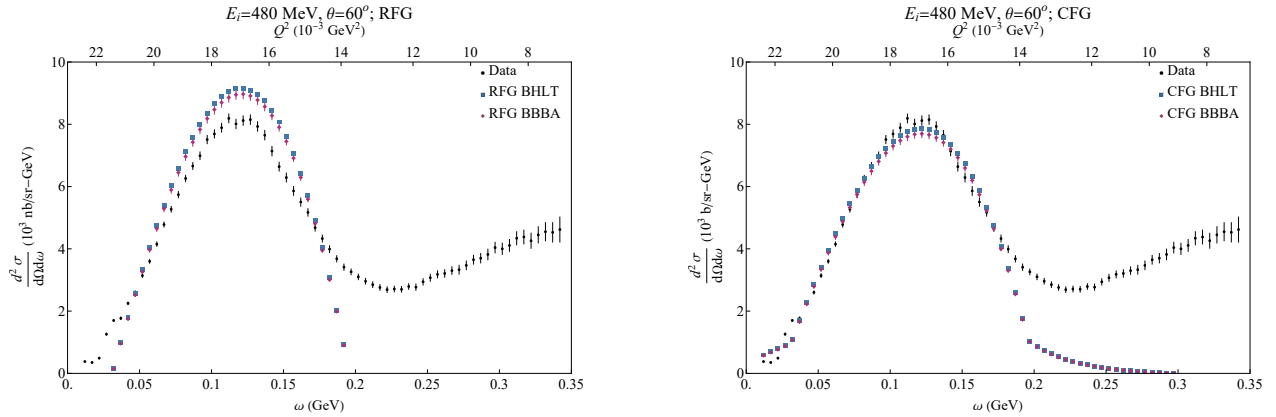 E_i=480 MeV, θ=60°; RFG
Q² (10⁻³ GeV²)
22 20 18 16 14 12 10 8
10
8
6
4
2
0
d²σ/dΩdω (10³ nb/sr−GeV)
Data
RFG BHLT
RFG BBBA
0. 0.05 0.1 0.15 0.2 0.25 0.3 0.35
ω (GeV)
E_i=480 MeV, θ=60°; CFG
Q² (10⁻³ GeV²)
22 20 18 16 14 12 10 8
10
8
6
4
2
0
d²σ/dΩdω (10³ b/sr−GeV)
Data
CFG BHLT
CFG BBBA
0. 0.05 0.1 0.15 0.2 0.25 0.3 0.35
ω (GeV)